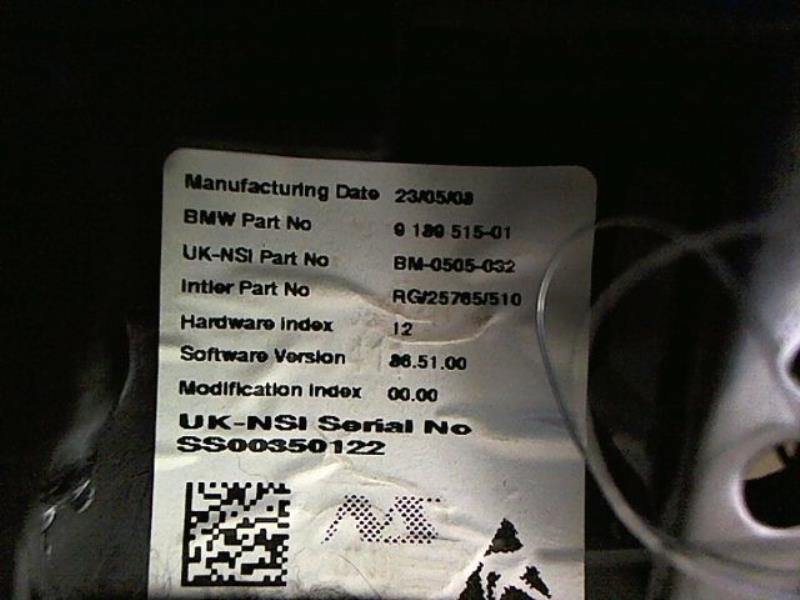 Manufacturing Date 23/05/08
BMW Part No 9 189 515-01
UK-NSI Part No BM-0505-032
Intier Part No RG/25765/510
Hardware Index 12
Software Version 86.51.00
Modification Index 00.00
UK-NSI Serial No
SS00350122